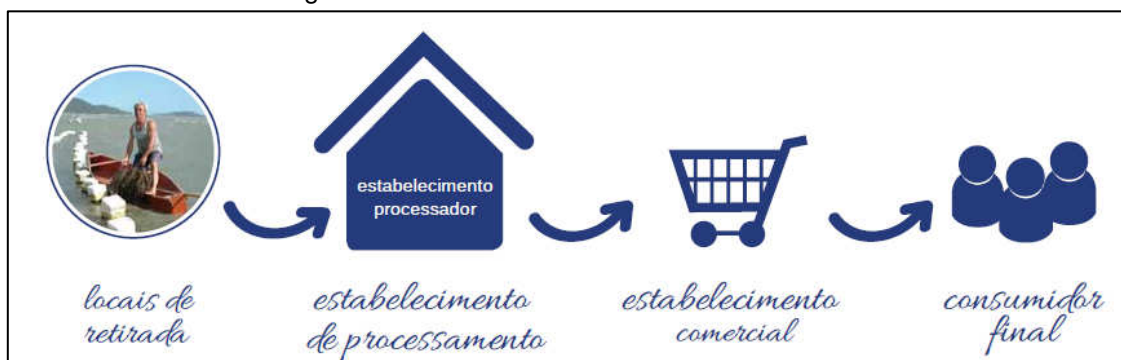 estabelecimento
processador
locais de
retirada
estabelecimento
de processamento
estabelecimento
comercial
consumidor
final